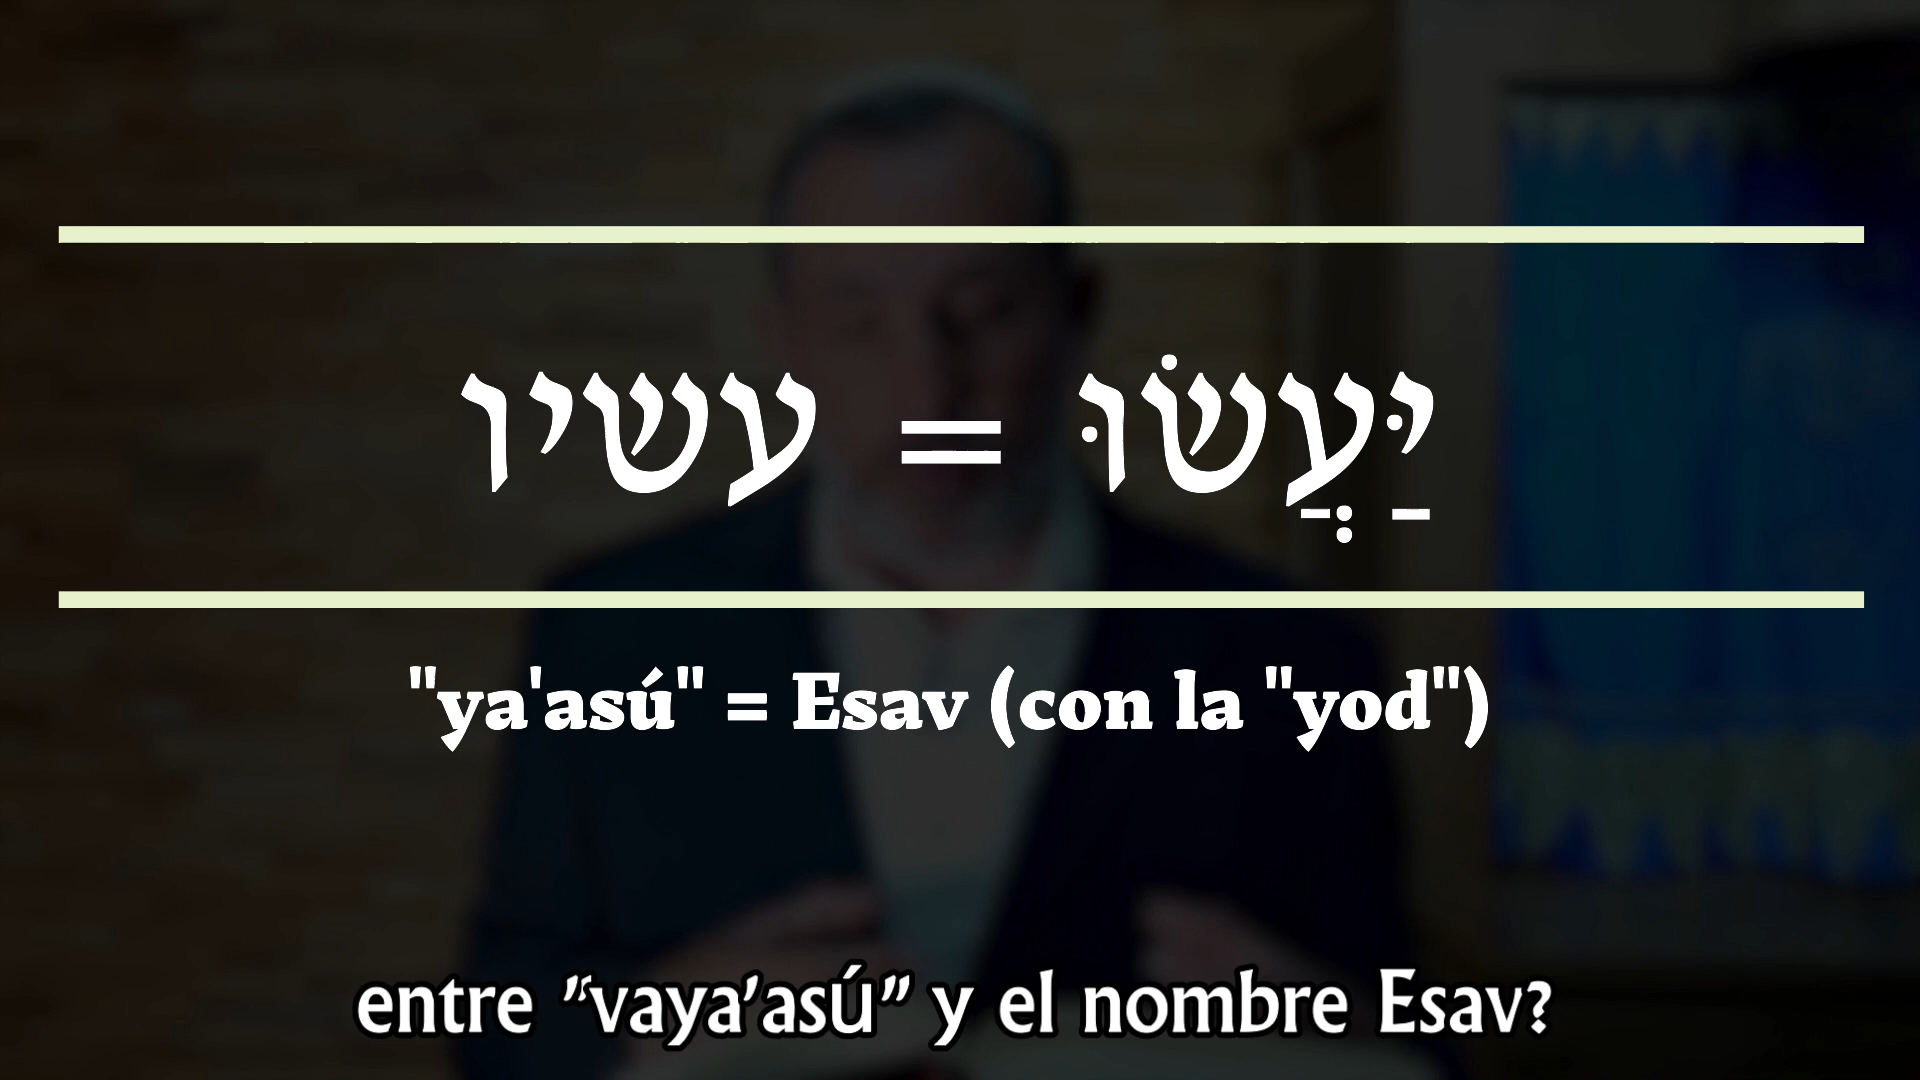 יַּעֲשׂוּ = עשיו
"ya'asú" = Esav (con la "yod")
entre “vaya’asú” y el nombre Esav?